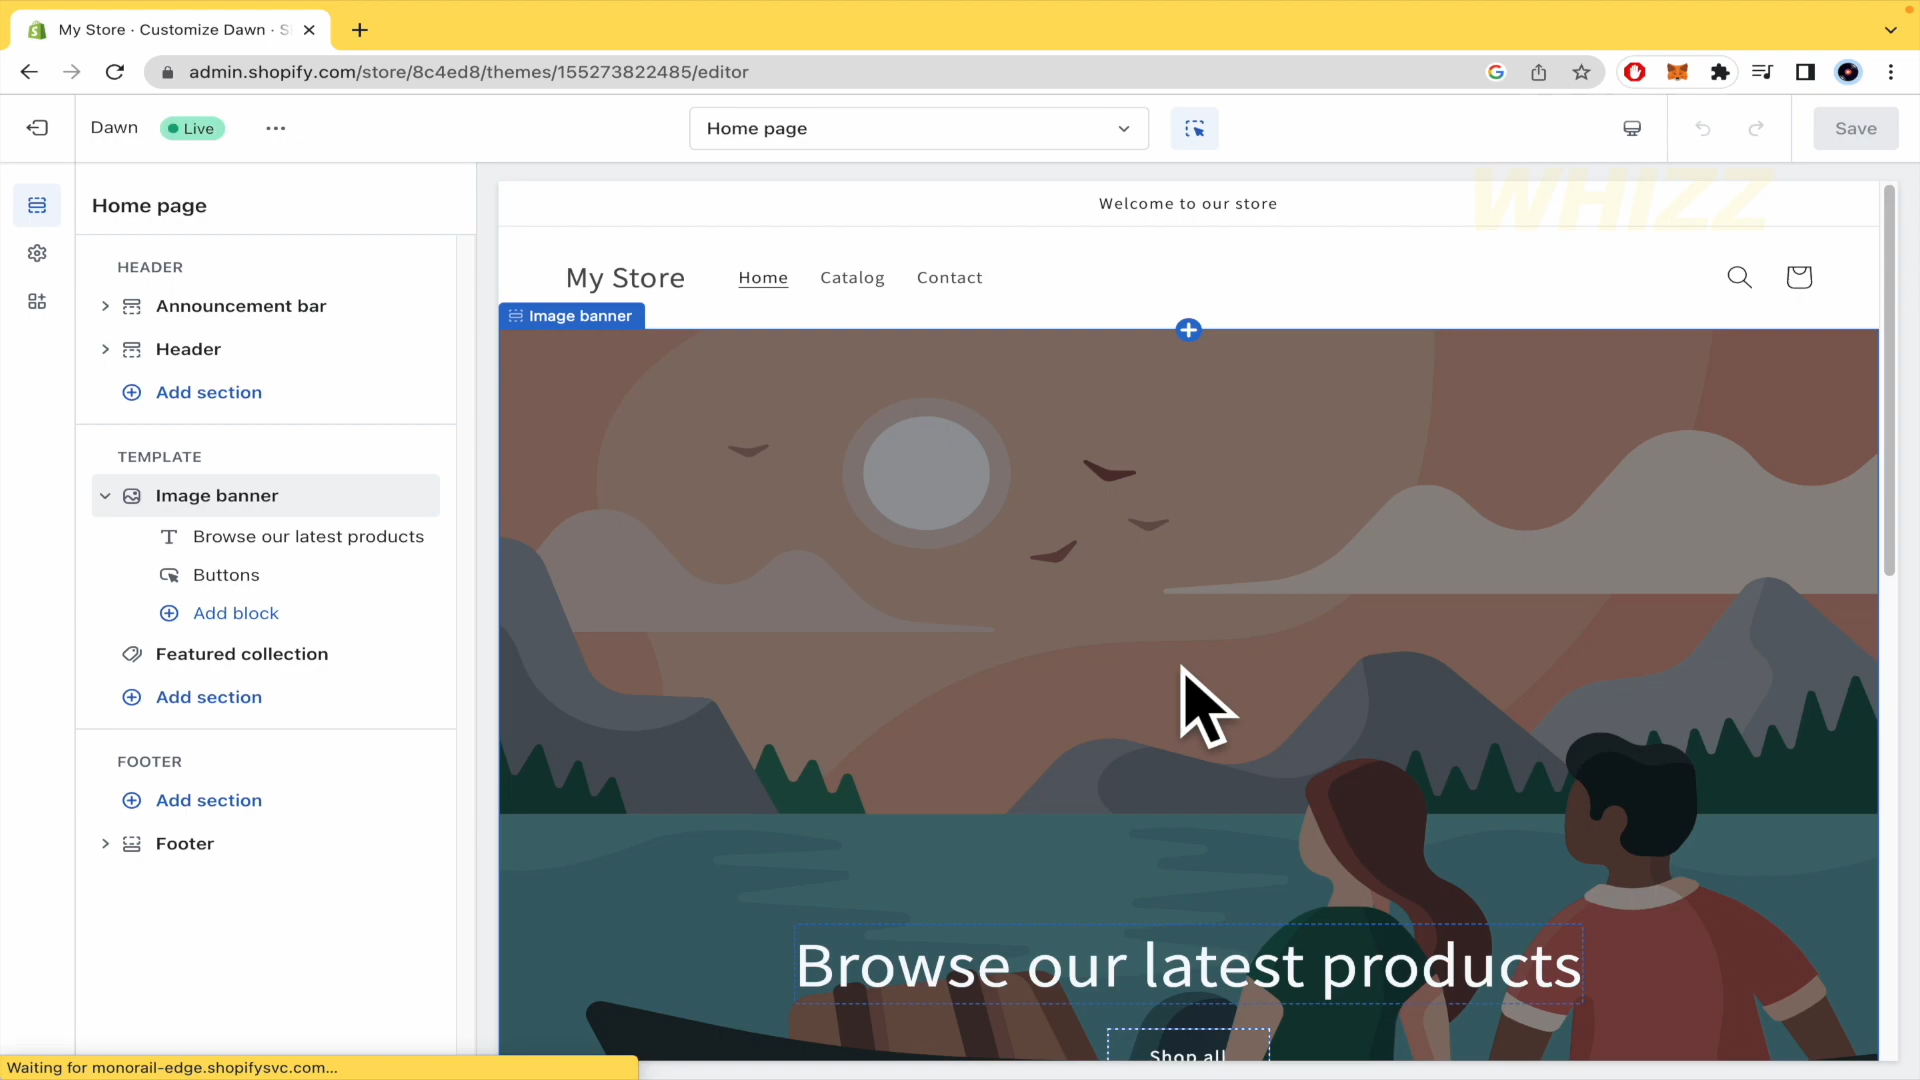 My Store · Customize Dawn · S
admin.shopify.com/store/8c4ed8/themes/155273822485/editor
Dawn
Live
Home page
Save
WHIZZ
Home page
HEADER
Announcement bar
Header
Add section
TEMPLATE
Image banner
Browse our latest products
Buttons
Add block
Featured collection
Add section
FOOTER
Add section
Footer
Welcome to our store
My Store
Home
Catalog
Contact
Image banner
Browse our latest products
Shop all
Waiting for monorail-edge.shopifysvc.com...